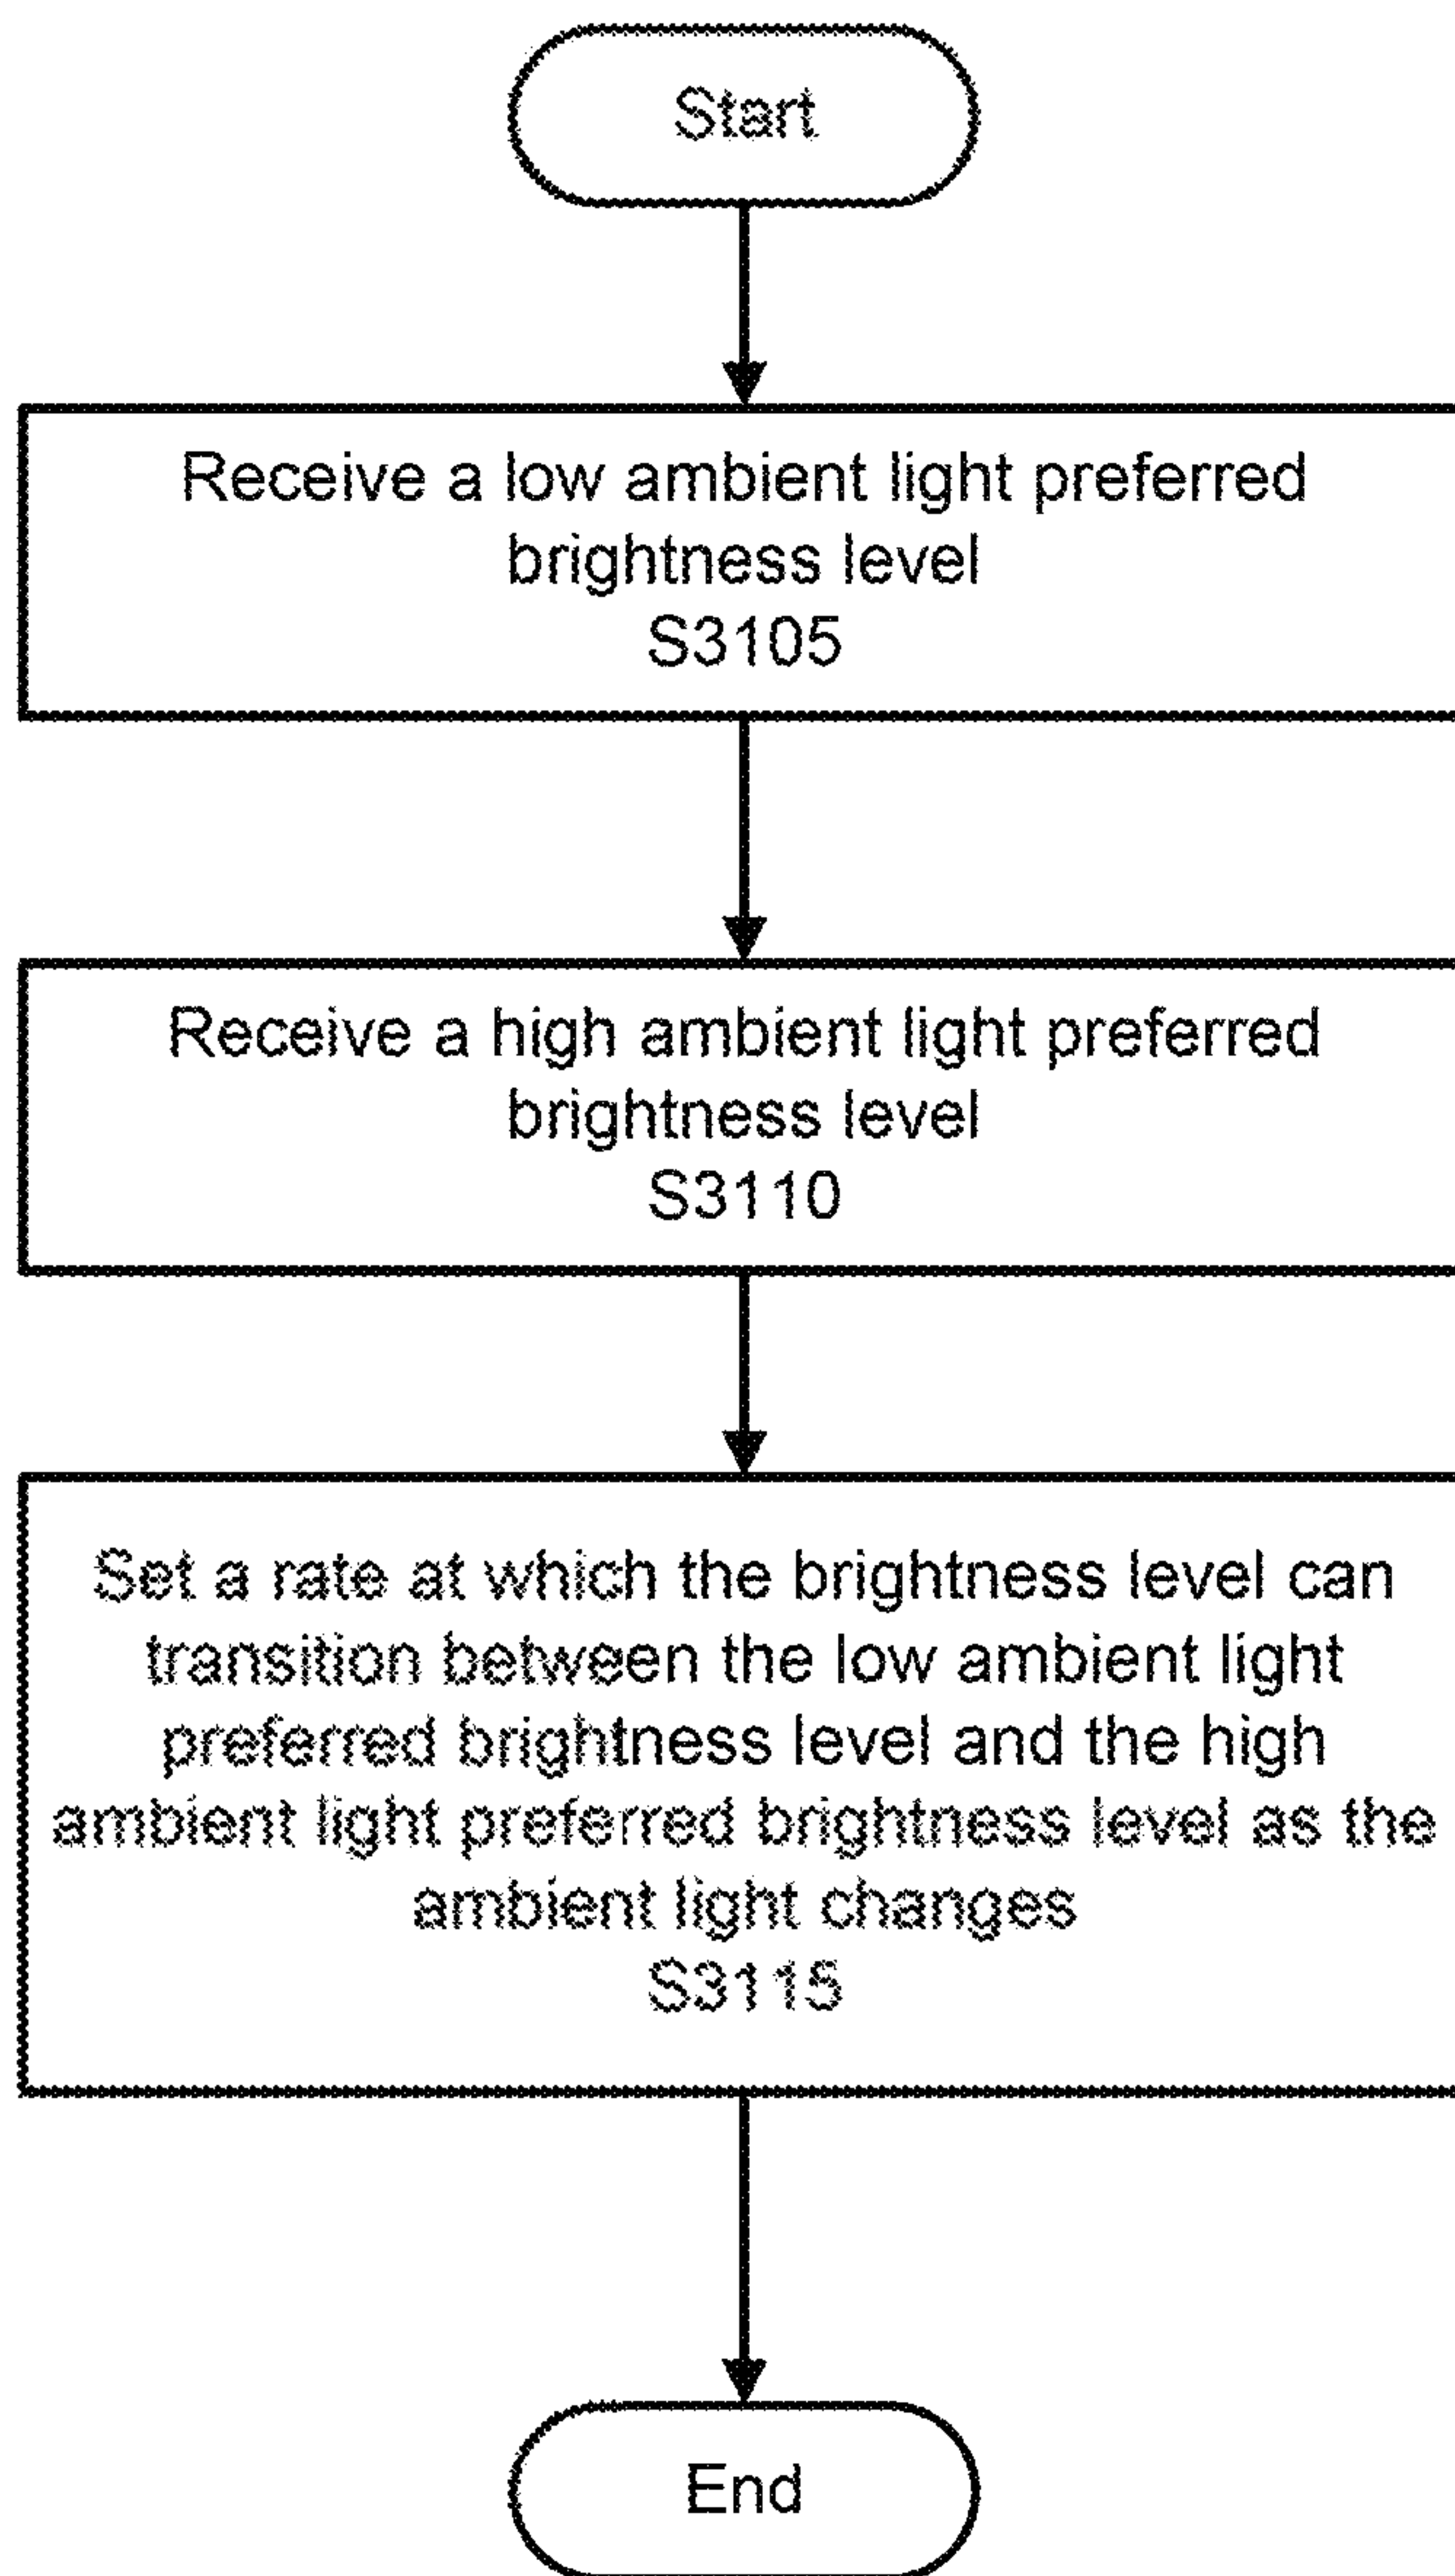 Start
Receive a low ambient light preferred
brightness level
S3105
Receive a high ambient light preferred
brightness level
S3110
Set a rate at which the brightness level can
transition between the low ambient light
preferred brightness level and the high
ambient light preferred brightness level as the
ambient light changes
S3115
End